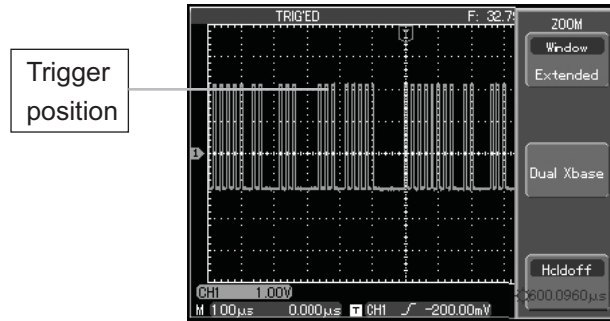 TRIG'ED F: 32.7
ZOOM
Window
Extended
Trigger
position
1
Dual Xbase
Holdoff
600.0960μs
CH1 1.00V
M 100μs 0.000μs T CH1 -200.00mV